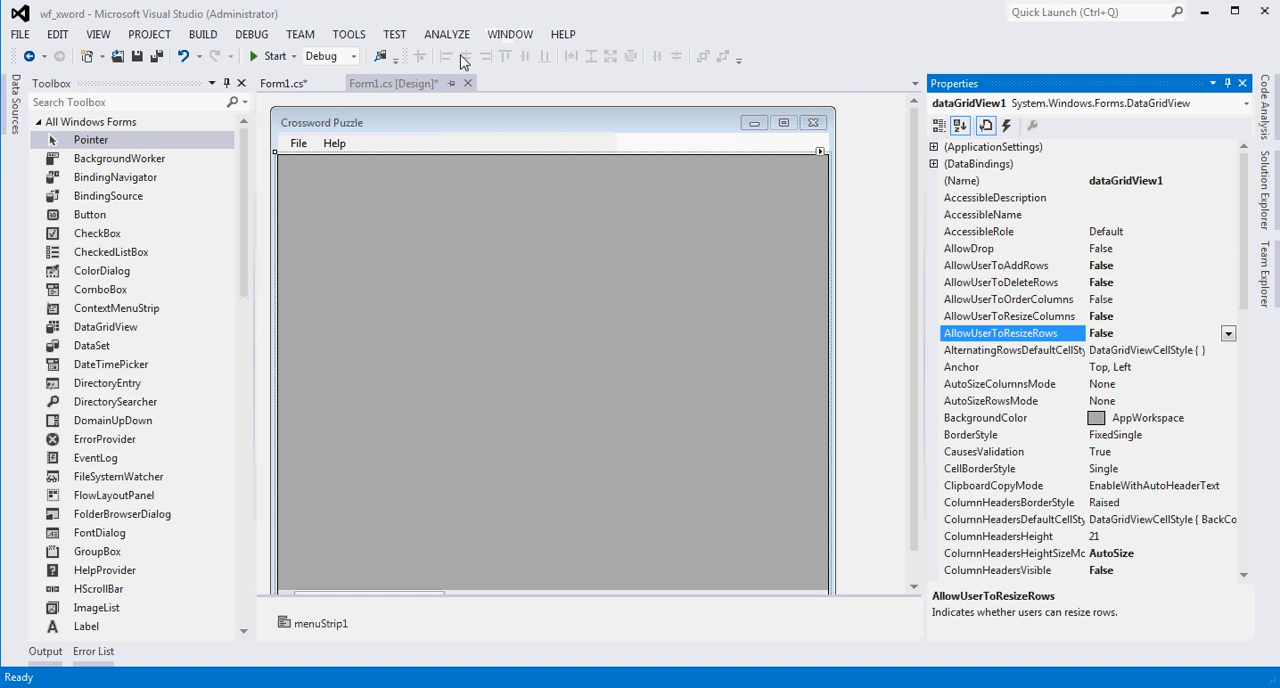 wf_xword - Microsoft Visual Studio (Administrator)
Quick Launch (Ctrl+Q)
FILE EDIT VIEW PROJECT BUILD DEBUG TEAM TOOLS TEST ANALYZE WINDOW HELP
Start Debug
Data Sources
Toolbox
Search Toolbox
All Windows Forms
Pointer
BackgroundWorker
BindingNavigator
BindingSource
Button
CheckBox
CheckedListBox
ColorDialog
ComboBox
ContextMenuStrip
DataGridView
DataSet
DateTimePicker
DirectoryEntry
DirectorySearcher
DomainUpDown
ErrorProvider
EventLog
FileSystemWatcher
FlowLayoutPanel
FolderBrowserDialog
FontDialog
GroupBox
HelpProvider
HScrollBar
ImageList
Label
Form1.cs*
Form1.cs [Design]*
Crossword Puzzle
File Help
menuStrip1
Properties
dataGridView1 System.Windows.Forms.DataGridView
(ApplicationSettings)
(DataBindings)
(Name) dataGridView1
AccessibleDescription
AccessibleName
AccessibleRole Default
AllowDrop False
AllowUserToAddRows False
AllowUserToDeleteRows False
AllowUserToOrderColumns False
AllowUserToResizeColumns False
AllowUserToResizeRows False
AlternatingRowsDefaultCellSty DataGridViewCellStyle { }
Anchor Top, Left
AutoSizeColumnsMode None
AutoSizeRowsMode None
BackgroundColor AppWorkspace
BorderStyle FixedSingle
CausesValidation True
CellBorderStyle Single
ClipboardCopyMode EnableWithAutoHeaderText
ColumnHeadersBorderStyle Raised
ColumnHeadersDefaultCellSty DataGridViewCellStyle { BackCo
ColumnHeadersHeight 21
ColumnHeadersHeightSizeMc AutoSize
ColumnHeadersVisible False
AllowUserToResizeRows
Indicates whether users can resize rows.
Code Analysis
Solution Explorer
Team Explorer
Output Error List
Ready